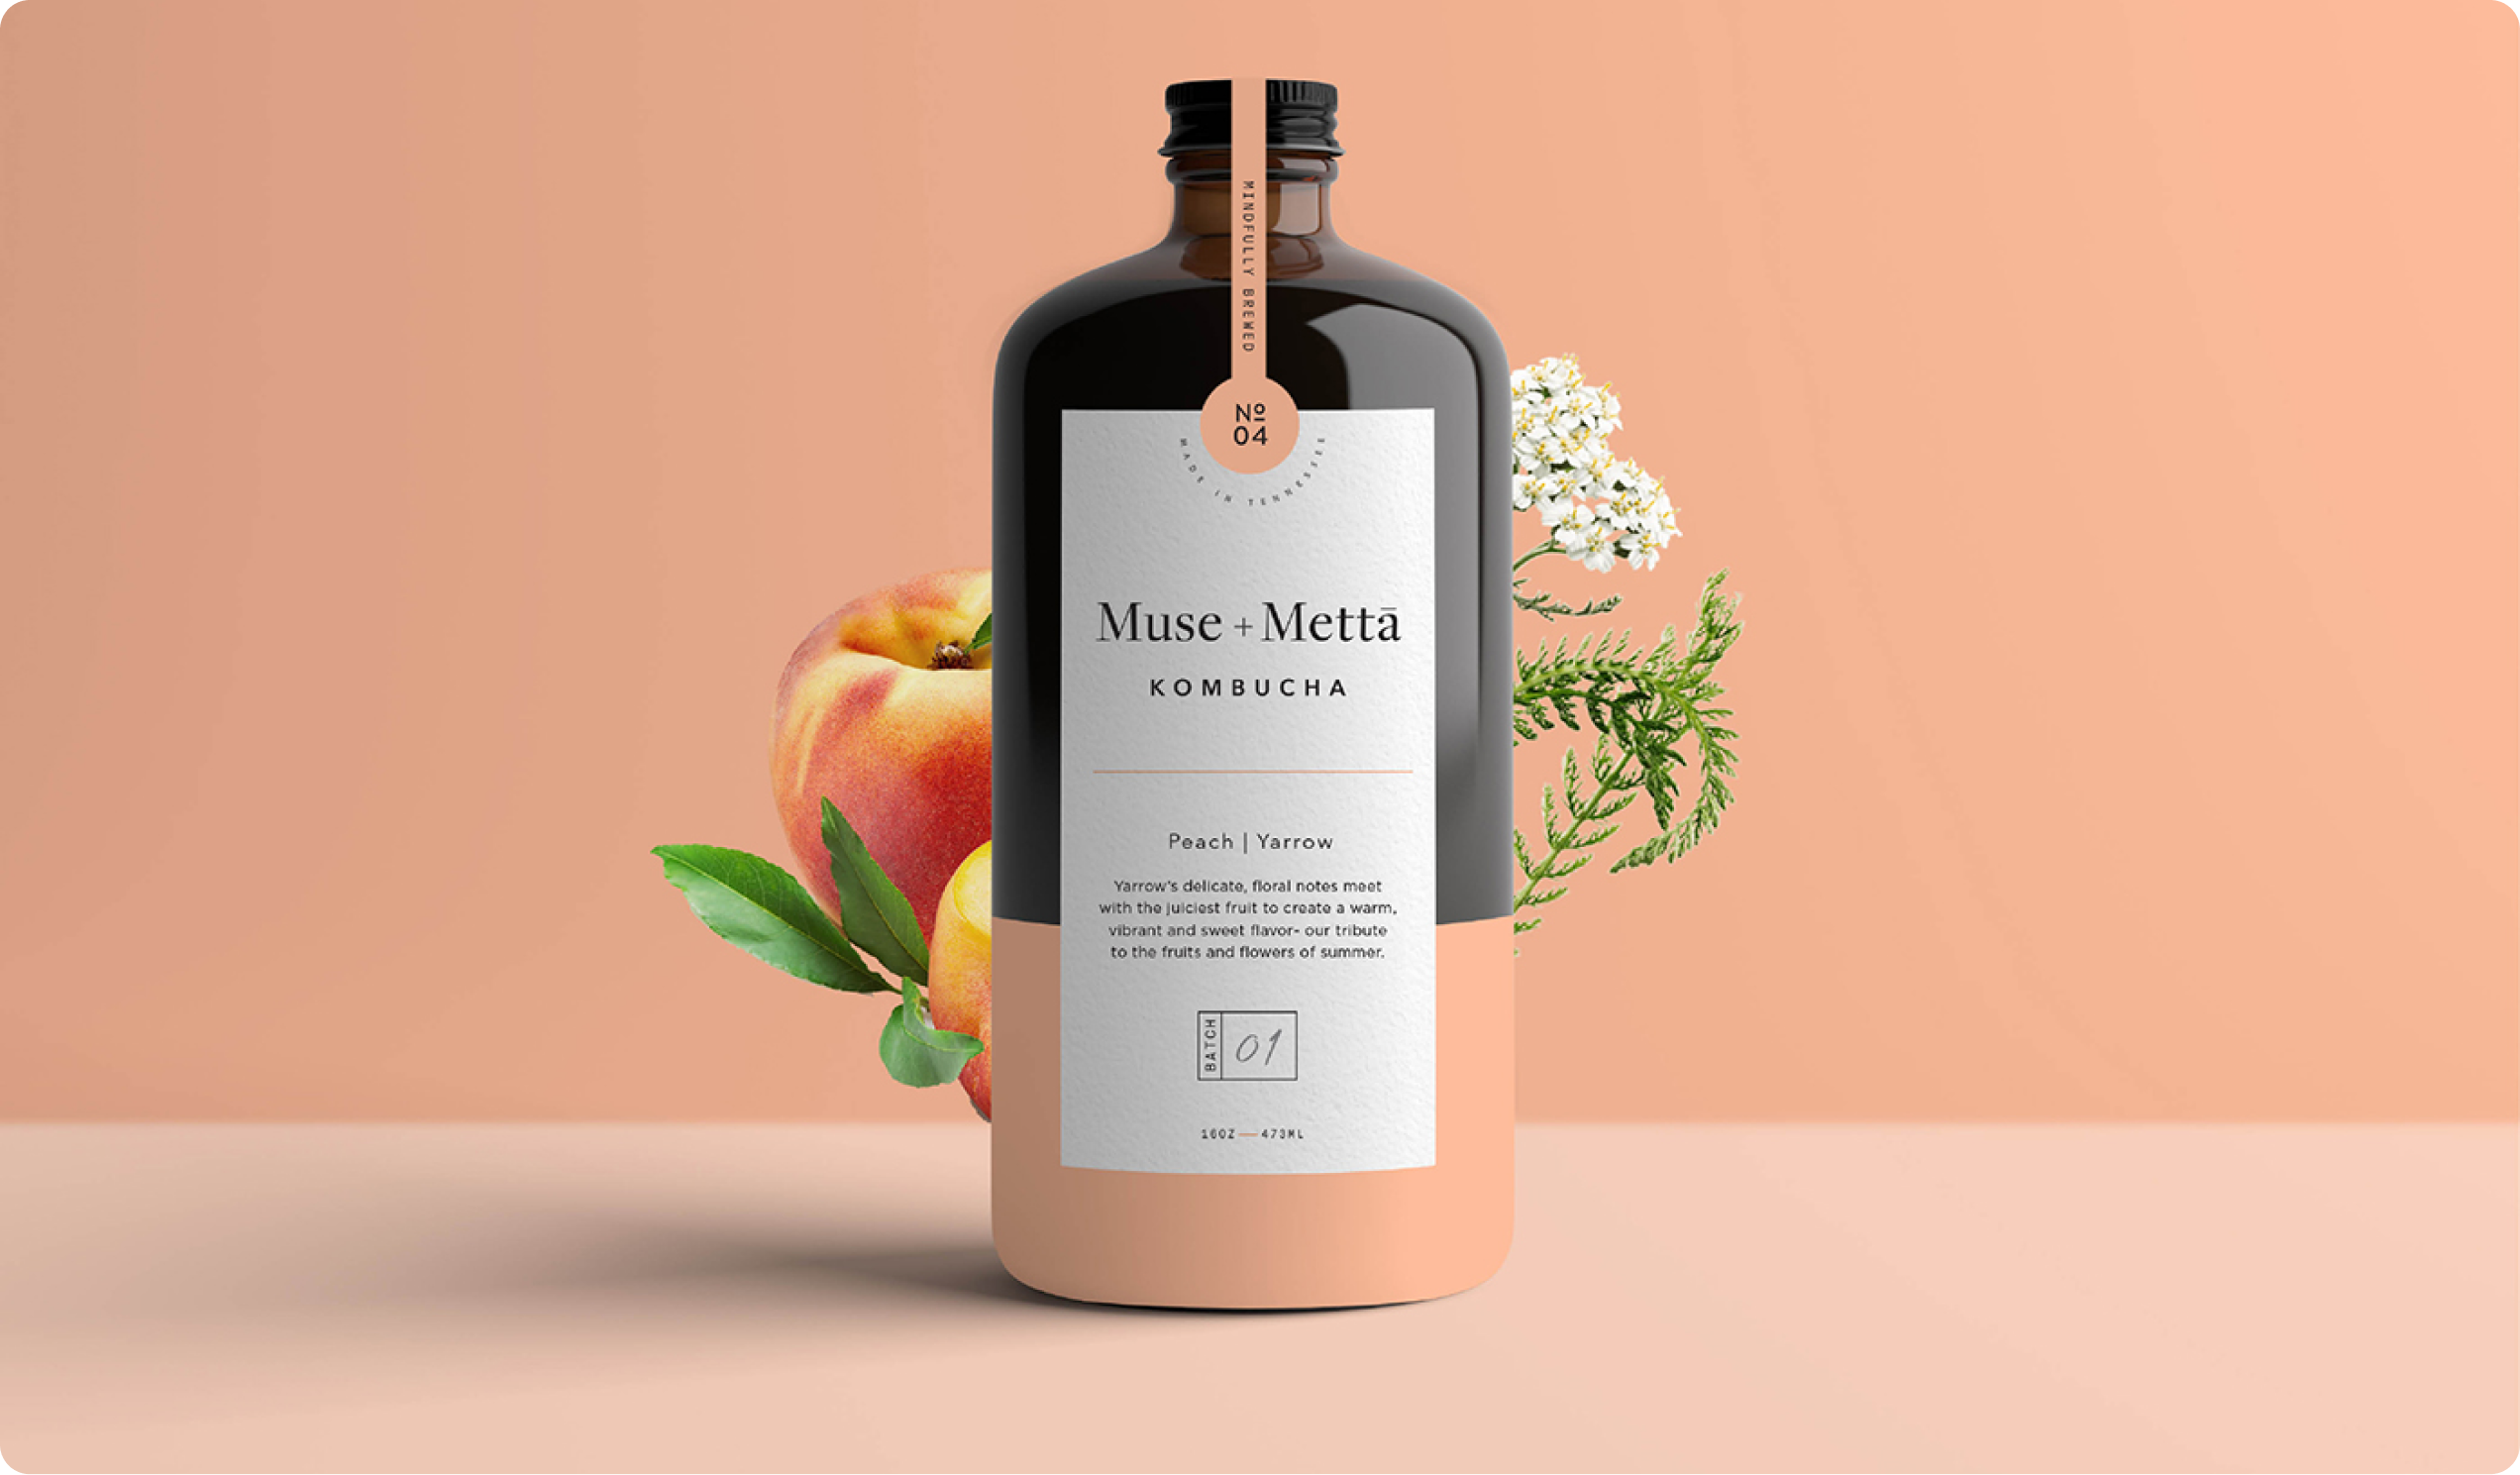 MINDFULLY BREWED
Nº
04
MADE IN TENNESSEE
Muse + Mettā
KOMBUCHA
Peach | Yarrow
Yarrow's delicate, floral notes meet
with the juiciest fruit to create a warm,
vibrant and sweet flavor- our tribute
to the fruits and flowers of summer.
BATCH
01
16OZ — 473ML